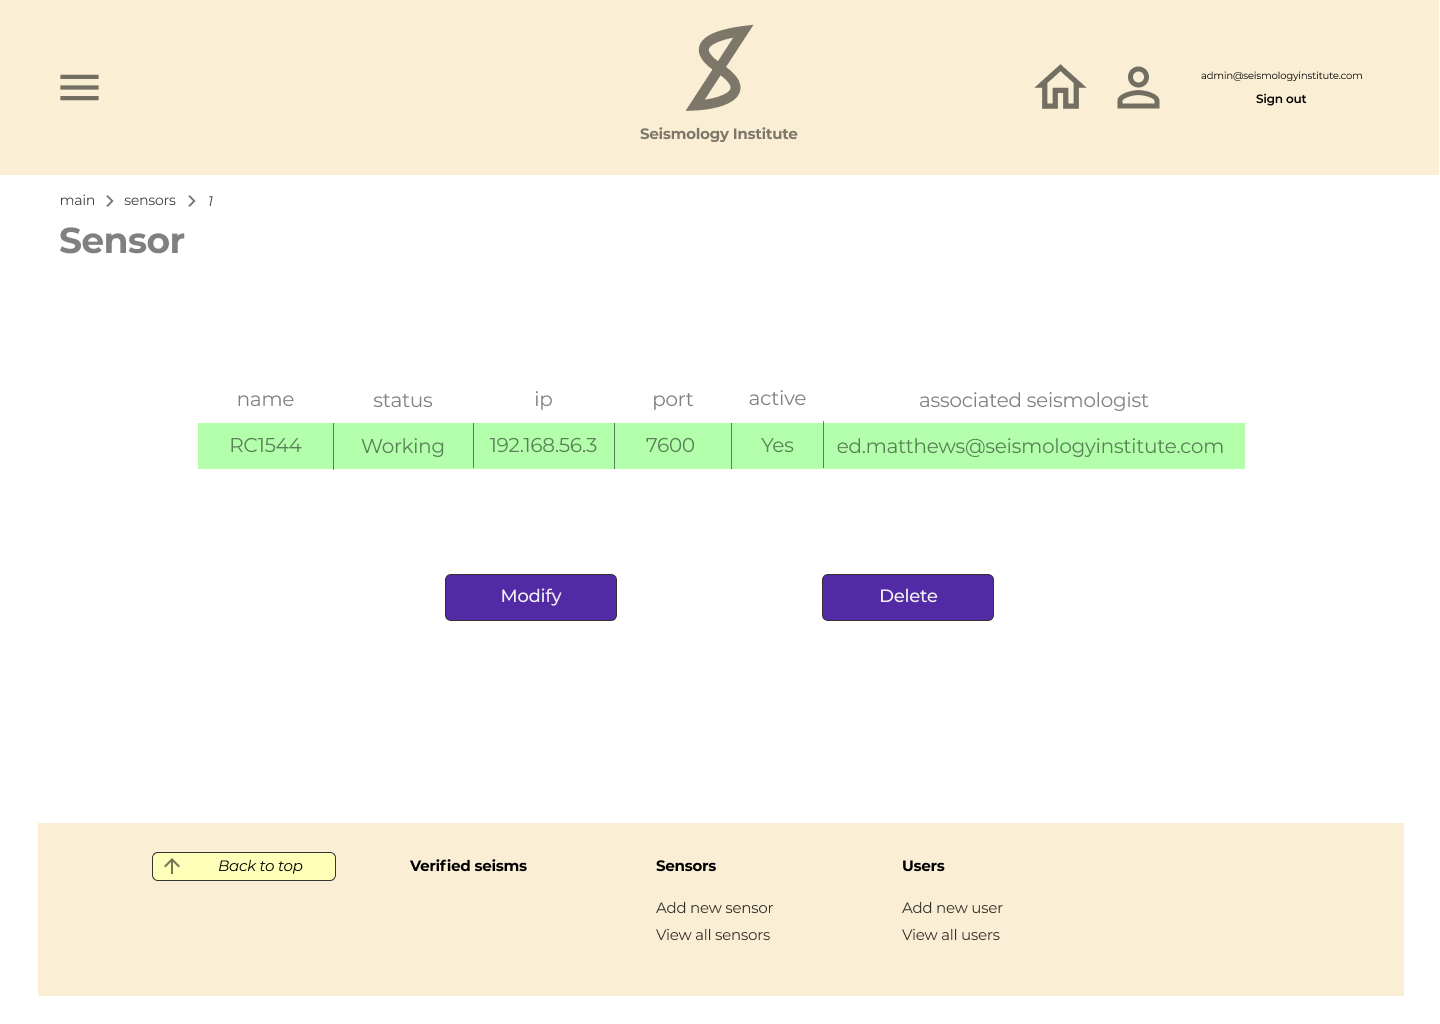 Seismology Institute
admin@seismologyinstitute.com
Sign out
main > sensors > 1
Sensor
name status ip port active associated seismologist
RC1544 Working 192.168.56.3 7600 Yes ed.matthews@seismologyinstitute.com
Modify Delete
Back to top Verified seisms Sensors Users
Add new sensor Add new user
View all sensors View all users